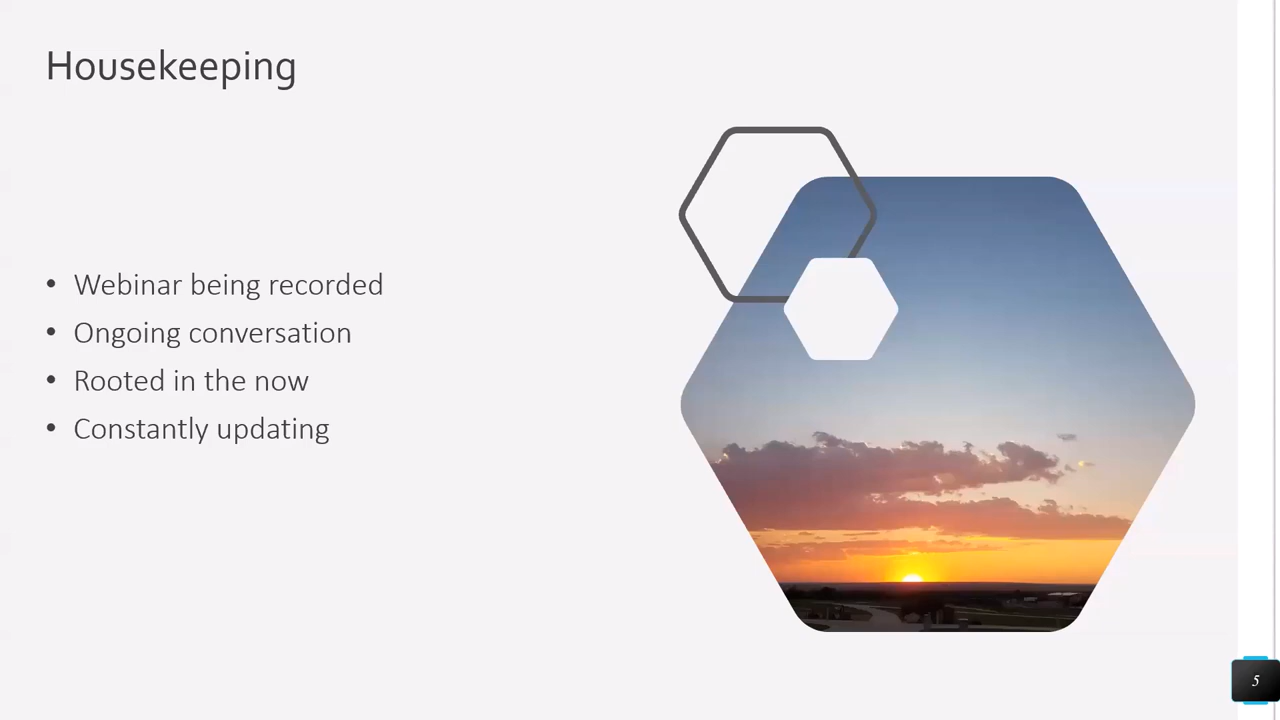 Housekeeping
• Webinar being recorded
• Ongoing conversation
• Rooted in the now
• Constantly updating
5